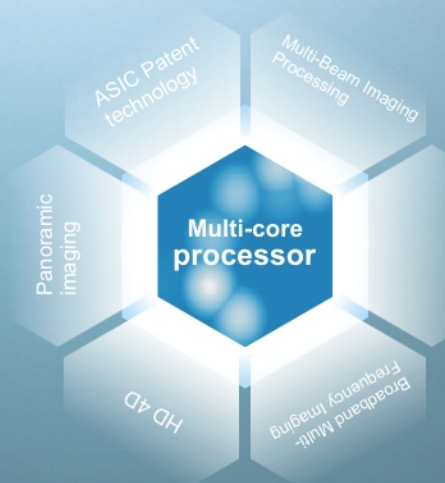 ASIC Patent
technology
Multi-Beam Imaging
Processing
Panoramic
imaging
Multi-core
processor
HD 4D
Broadband Multi-
Frequency Imaging